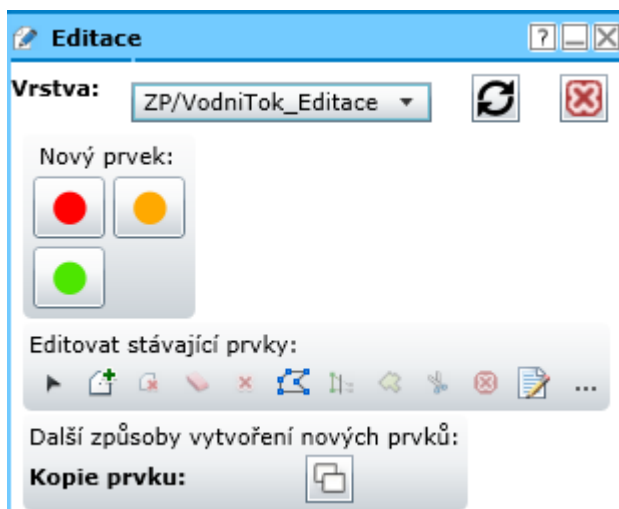 Editace
Vrstva: ZP/VodniTok_Editace
Nový prvek:
Editovat stávající prvky:
...
Další způsoby vytvoření nových prvků:
Kopie prvku: